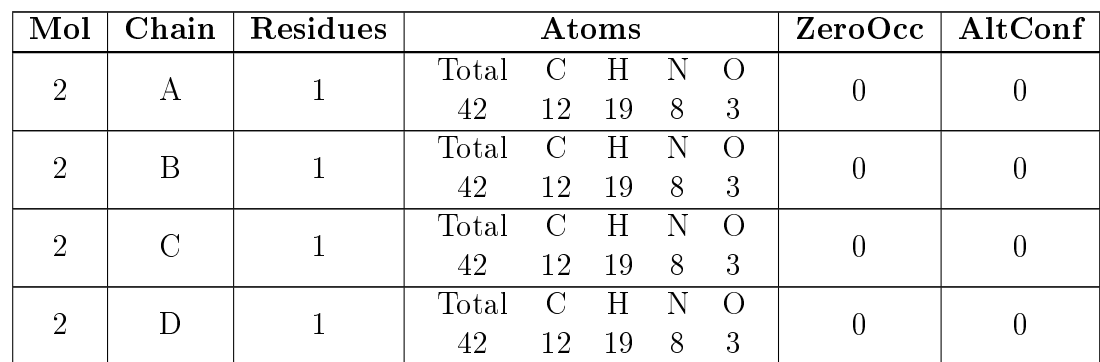 Mol Chain Residues Atoms ZeroOcc AltConf
2 A 1 Total C H N O 0 0
42 12 19 8 3
2 B 1 Total C H N O 0 0
42 12 19 8 3
2 C 1 Total C H N O 0 0
42 12 19 8 3
2 D 1 Total C H N O 0 0
42 12 19 8 3